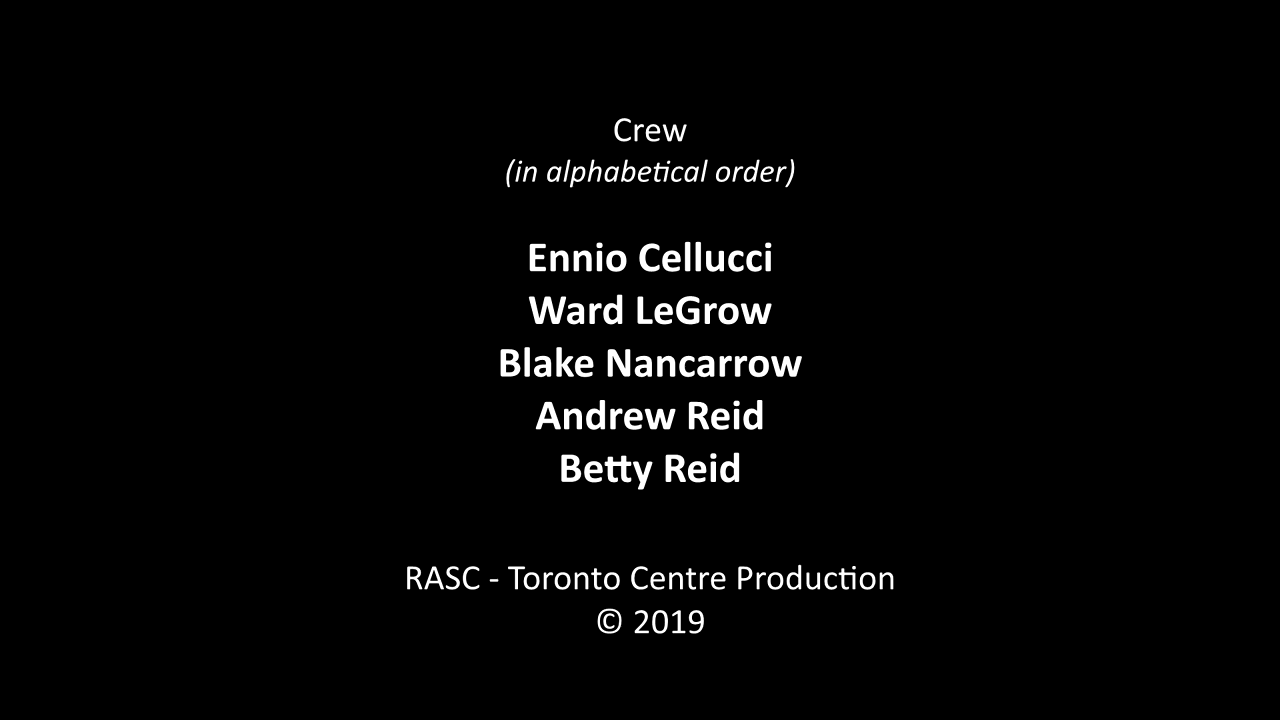 Crew
(in alphabetical order)
Ennio Cellucci
Ward LeGrow
Blake Nancarrow
Andrew Reid
Betty Reid
RASC - Toronto Centre Production
© 2019